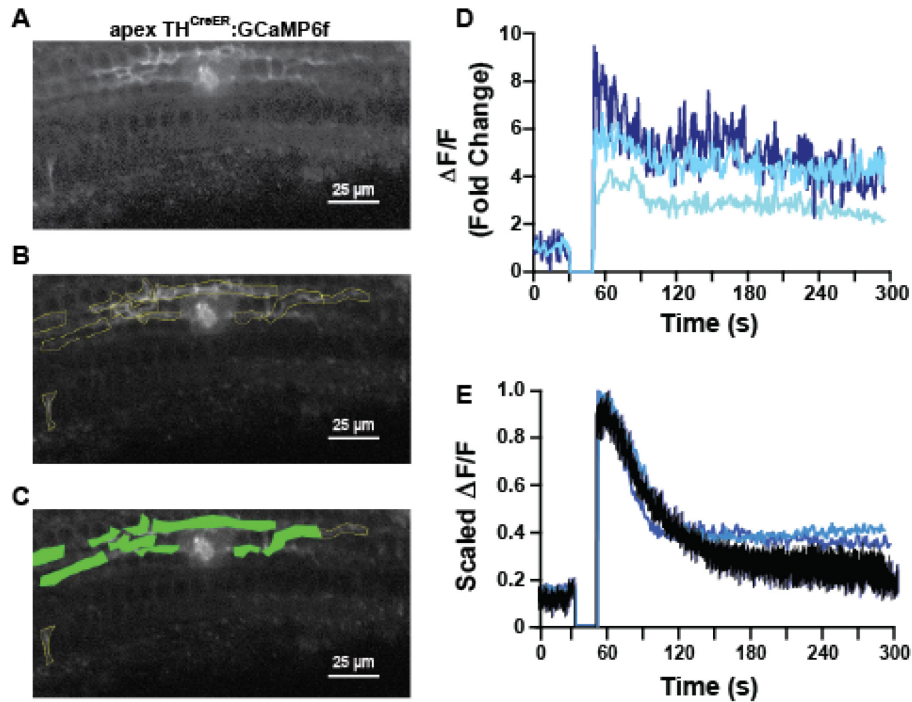 A
apex TH^CreER:GCaMP6f
25 µm
B
25 µm
C
25 µm
D
ΔF/F
(Fold Change)
10
8
6
4
2
0
0 60 120 180 240 300
Time (s)
E
Scaled ΔF/F
1.0
0.8
0.6
0.4
0.2
0
0 60 120 180 240 300
Time (s)